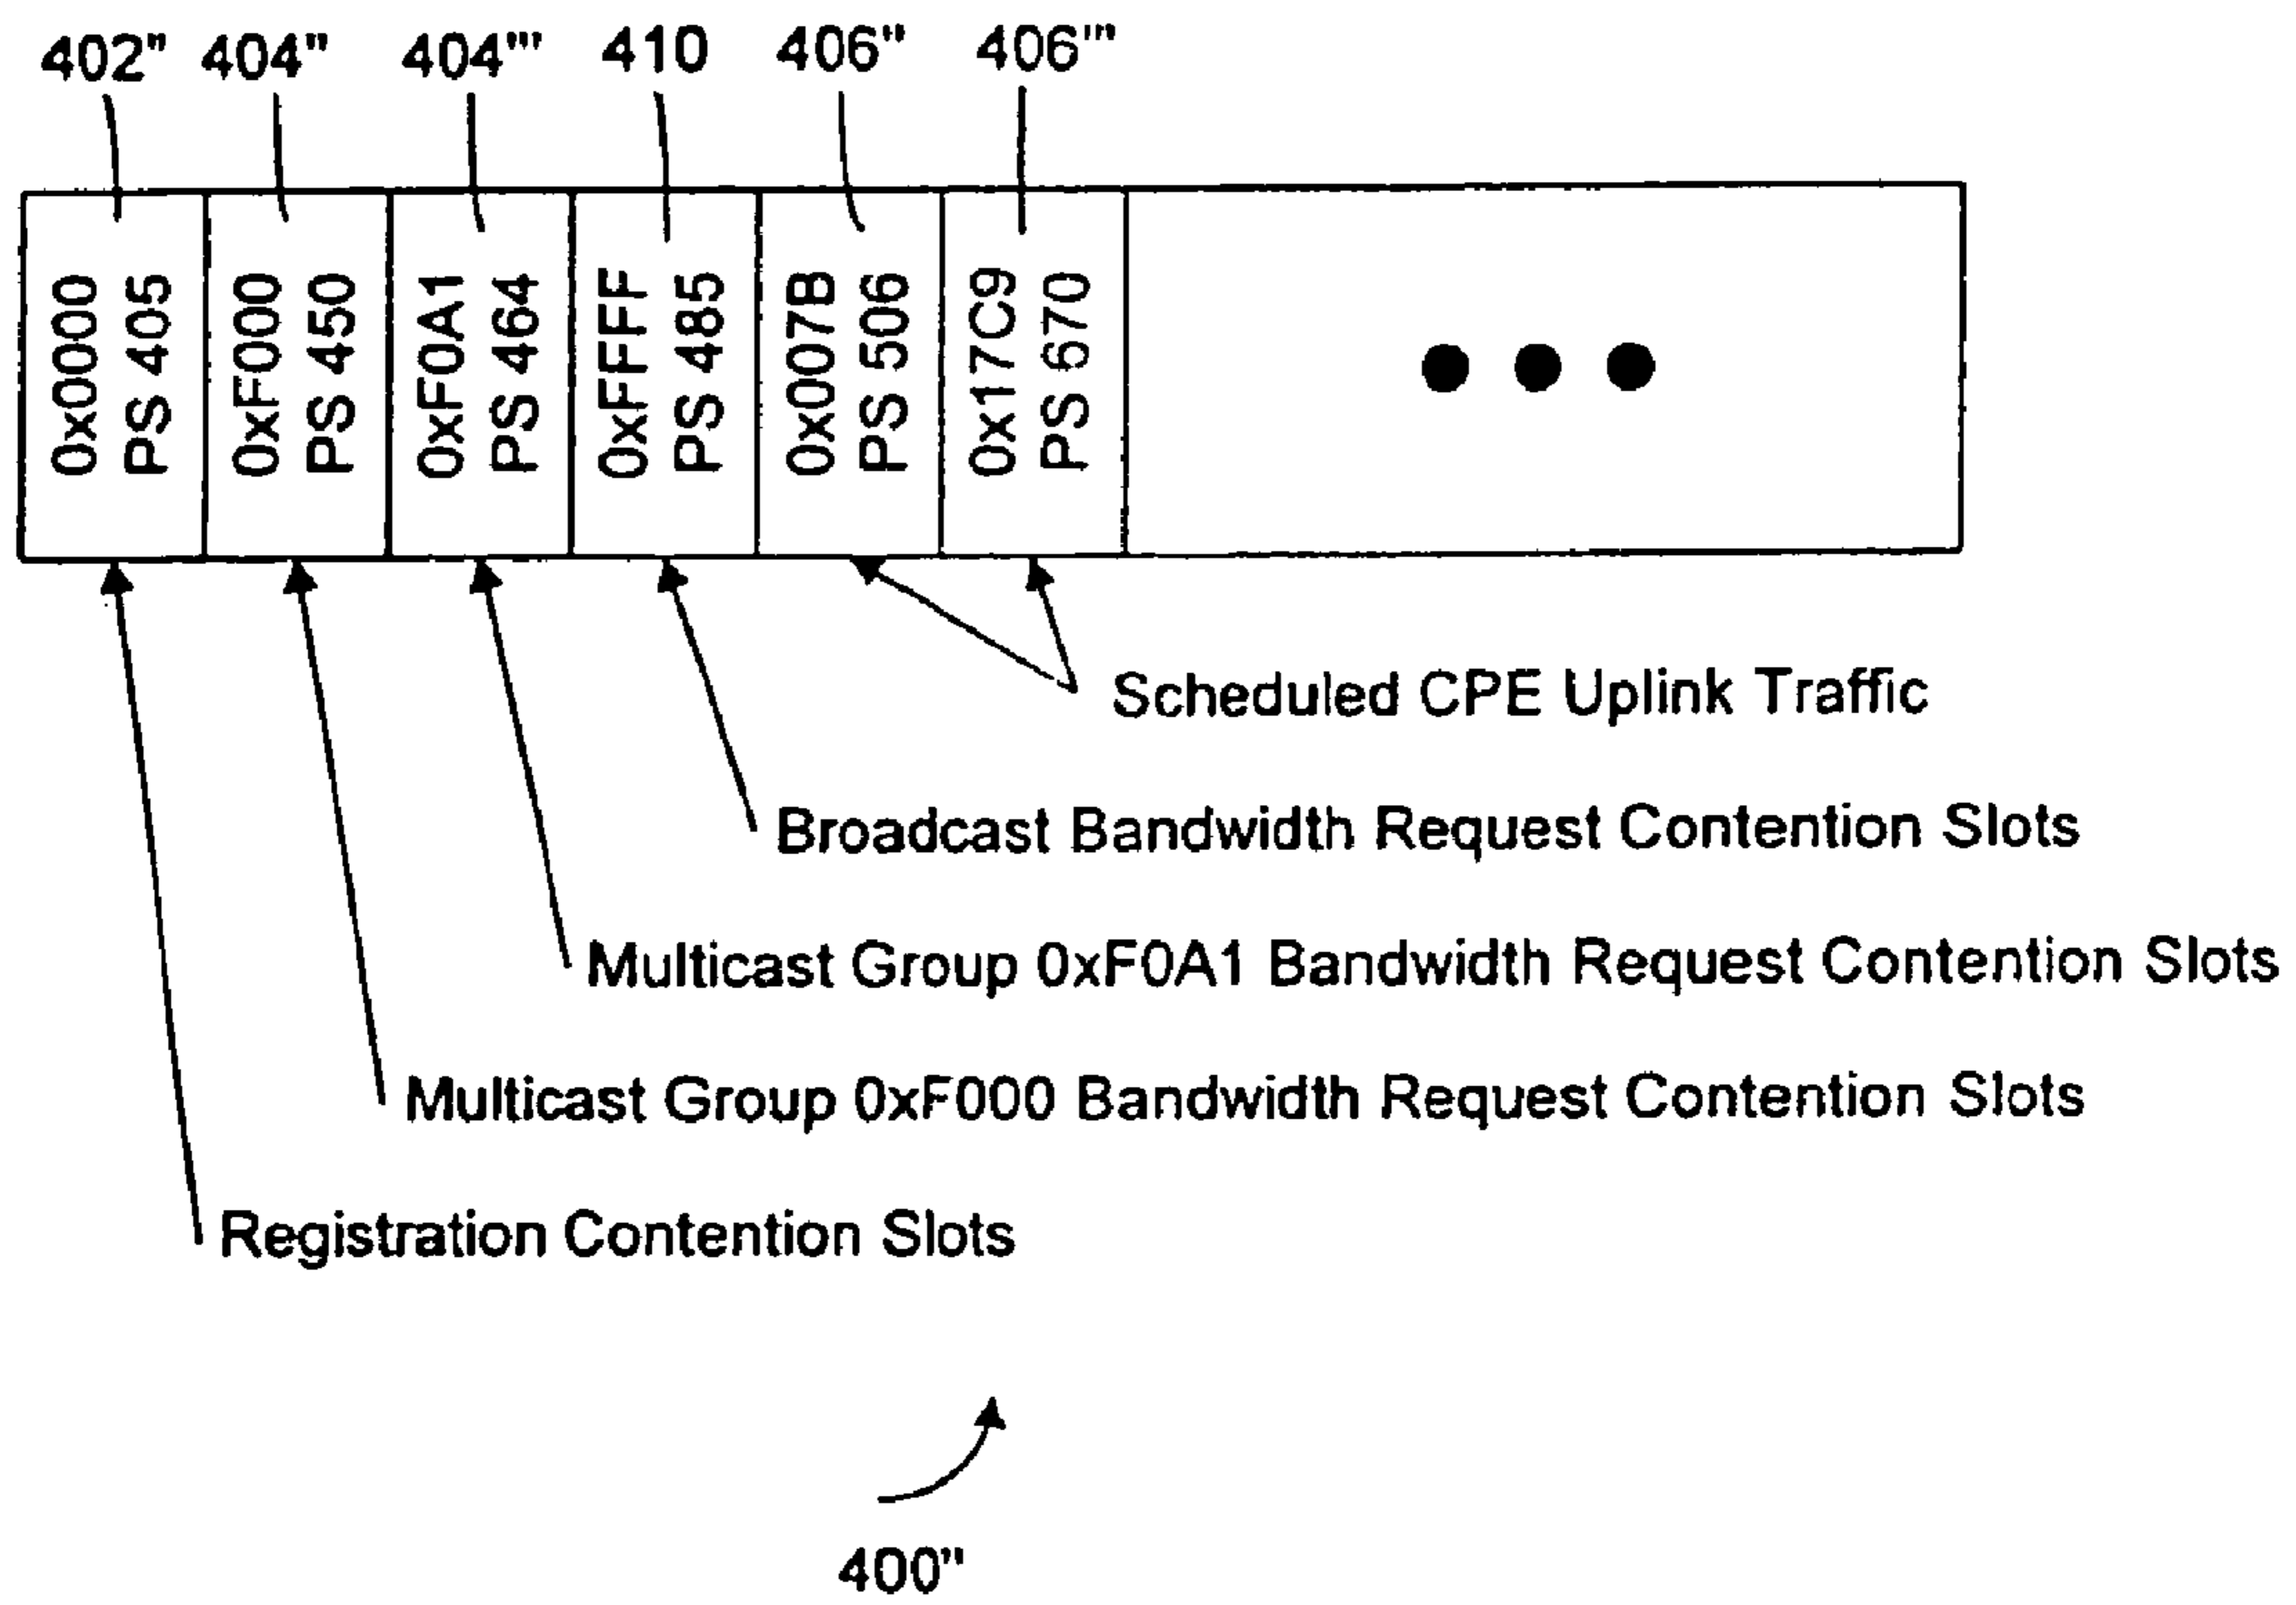 402" 404" 404"' 410 406" 406"'
0x0000
PS 405
0xF000
PS 450
0xF0A1
PS 464
0xFFFF
PS 485
0x007B
PS 506
0x17C9
PS 670
Scheduled CPE Uplink Traffic
Broadcast Bandwidth Request Contention Slots
Multicast Group 0xF0A1 Bandwidth Request Contention Slots
Multicast Group 0xF000 Bandwidth Request Contention Slots
Registration Contention Slots
400"